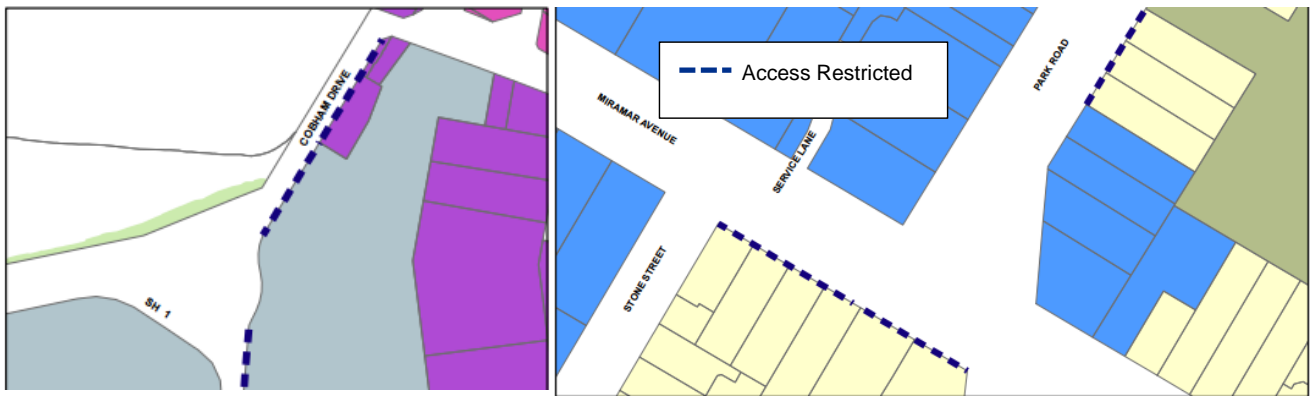 COBHAM DRIVE
SH 1
Access Restricted
PARK ROAD
MIRAMAR AVENUE
SERVICE LANE
STONE STREET